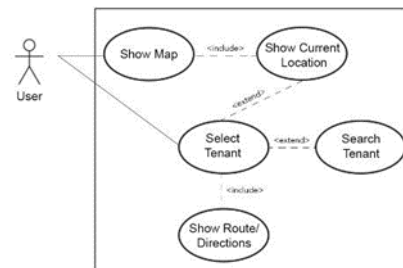 Show Map
<include>
Show Current
Location
User
<extend>
Select
Tenant
<extend>
Search
Tenant
<include>
Show Route/
Directions